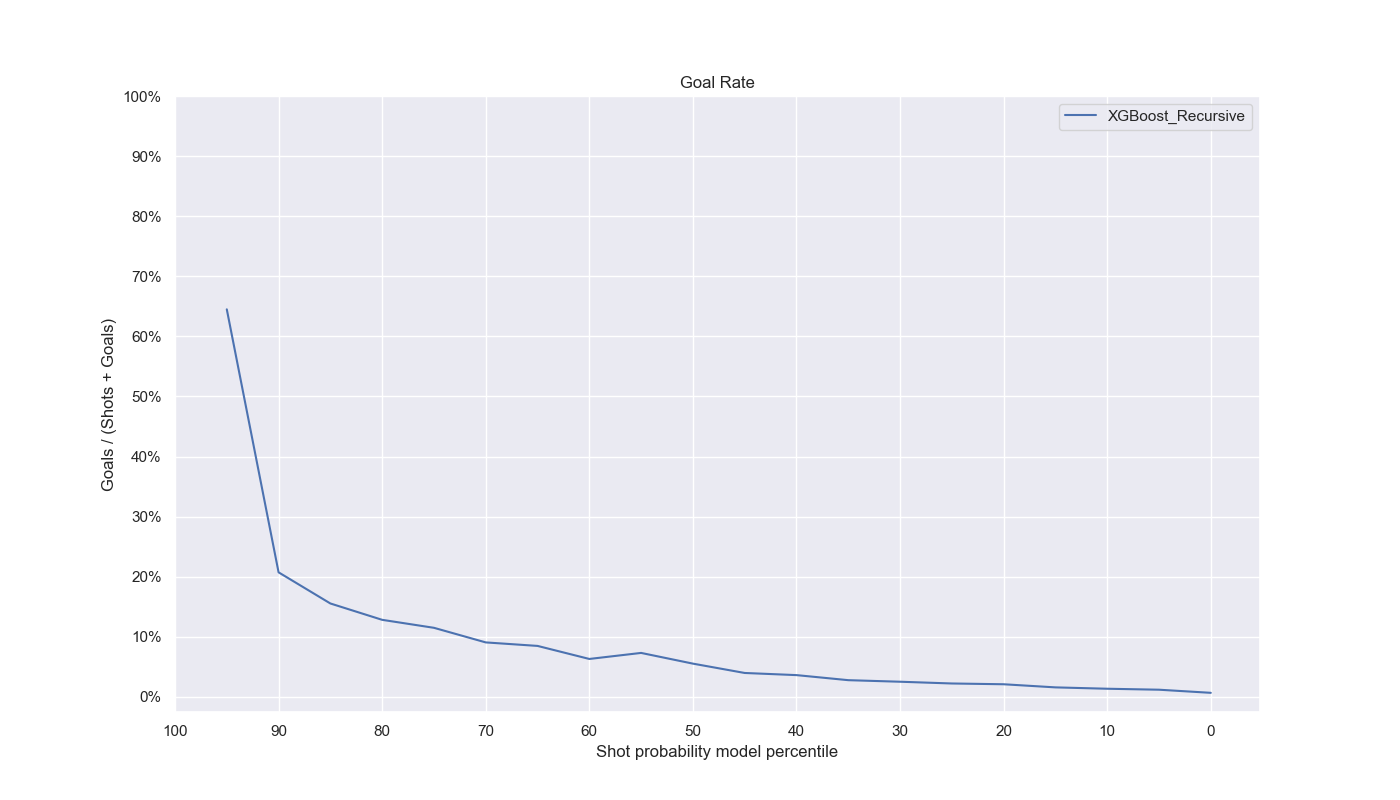 Goal Rate
XGBoost_Recursive
100%
90%
80%
70%
60%
50%
40%
30%
20%
10%
0%
Goals / (Shots + Goals)
100 90 80 70 60 50 40 30 20 10 0
Shot probability model percentile